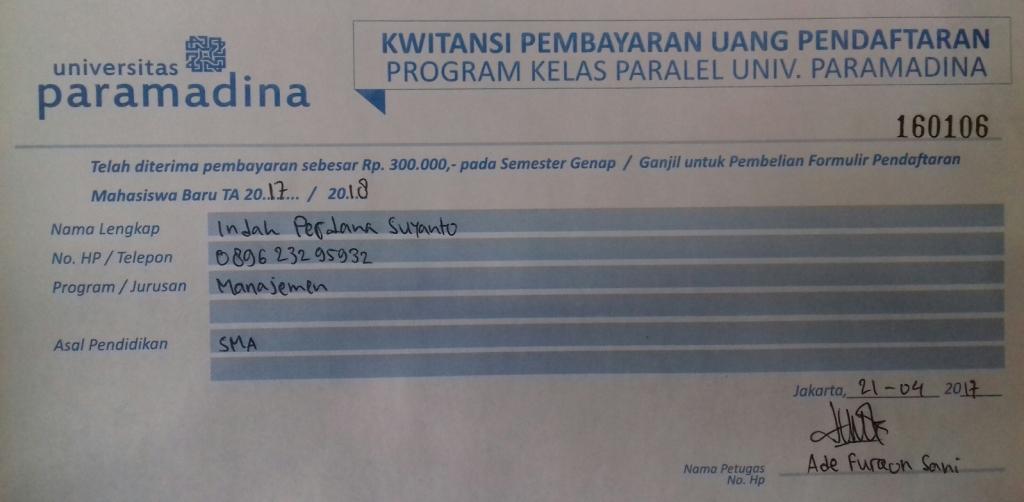 universitas
paramadina
KWITANSI PEMBAYARAN UANG PENDAFTARAN
PROGRAM KELAS PARALEL UNIV. PARAMADINA
160106
Telah diterima pembayaran sebesar Rp. 300.000,- pada Semester Genap / Ganjil untuk Pembelian Formulir Pendaftaran
Mahasiswa Baru TA 20.17... / 20.18
Nama Lengkap Indah Perdana Suyanto
No. HP / Telepon 089623295932
Program / Jurusan Manajemen
Asal Pendidikan SMA
Jakarta, 21-04 2017
Ade Furqon Sani
Nama Petugas
No. Hp